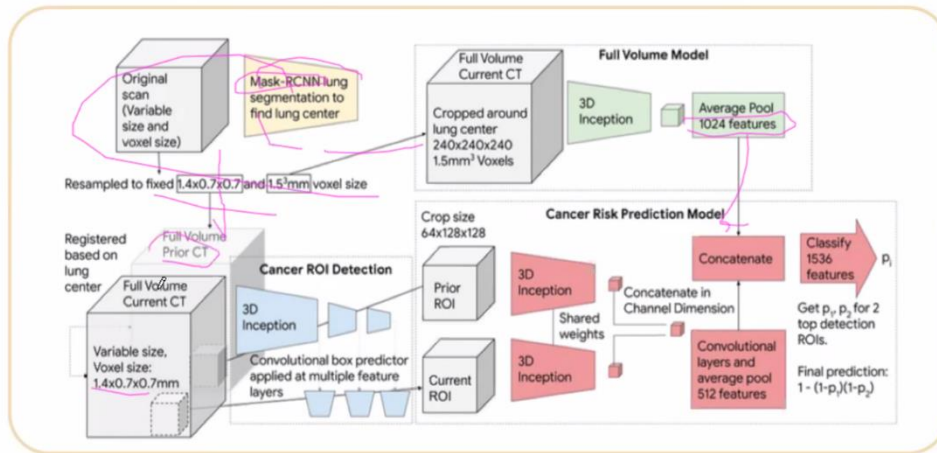 Original
scan
(Variable
size and
voxel size)
Mask-RCNN lung
segmentation to
find lung center
Resampled to fixed 1.4x0.7x0.7 and 1.5³mm voxel size
Full Volume Model
Full Volume
Current CT
Cropped around
lung center
240x240x240
1.5mm³ Voxels
3D
Inception
Average Pool
1024 features
Registered
based on
lung
center
Full Volume
Prior CT
Full Volume
Current CT
Variable size,
Voxel size:
1.4x0.7x0.7mm
Cancer ROI Detection
3D
Inception
Convolutional box predictor
applied at multiple feature
layers
Cancer Risk Prediction Model
Crop size
64x128x128
Prior
ROI
Current
ROI
3D
Inception
Shared
weights
3D
Inception
Concatenate in
Channel Dimension
Concatenate
Convolutional
layers and
average pool
512 features
Classify
1536
features
pᵢ
Get p₁, p₂ for 2
top detection
ROIs.
Final prediction:
1 - (1-p₁)(1-p₂)